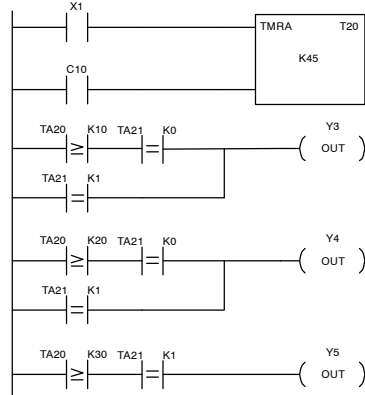 X1
TMRA T20
K45
C10
TA20 K10 TA21 K0 Y3
≥ = OUT
TA21 K1
=
TA20 K20 TA21 K0 Y4
≥ = OUT
TA21 K1
=
TA20 K30 TA21 K1 Y5
≥ = OUT